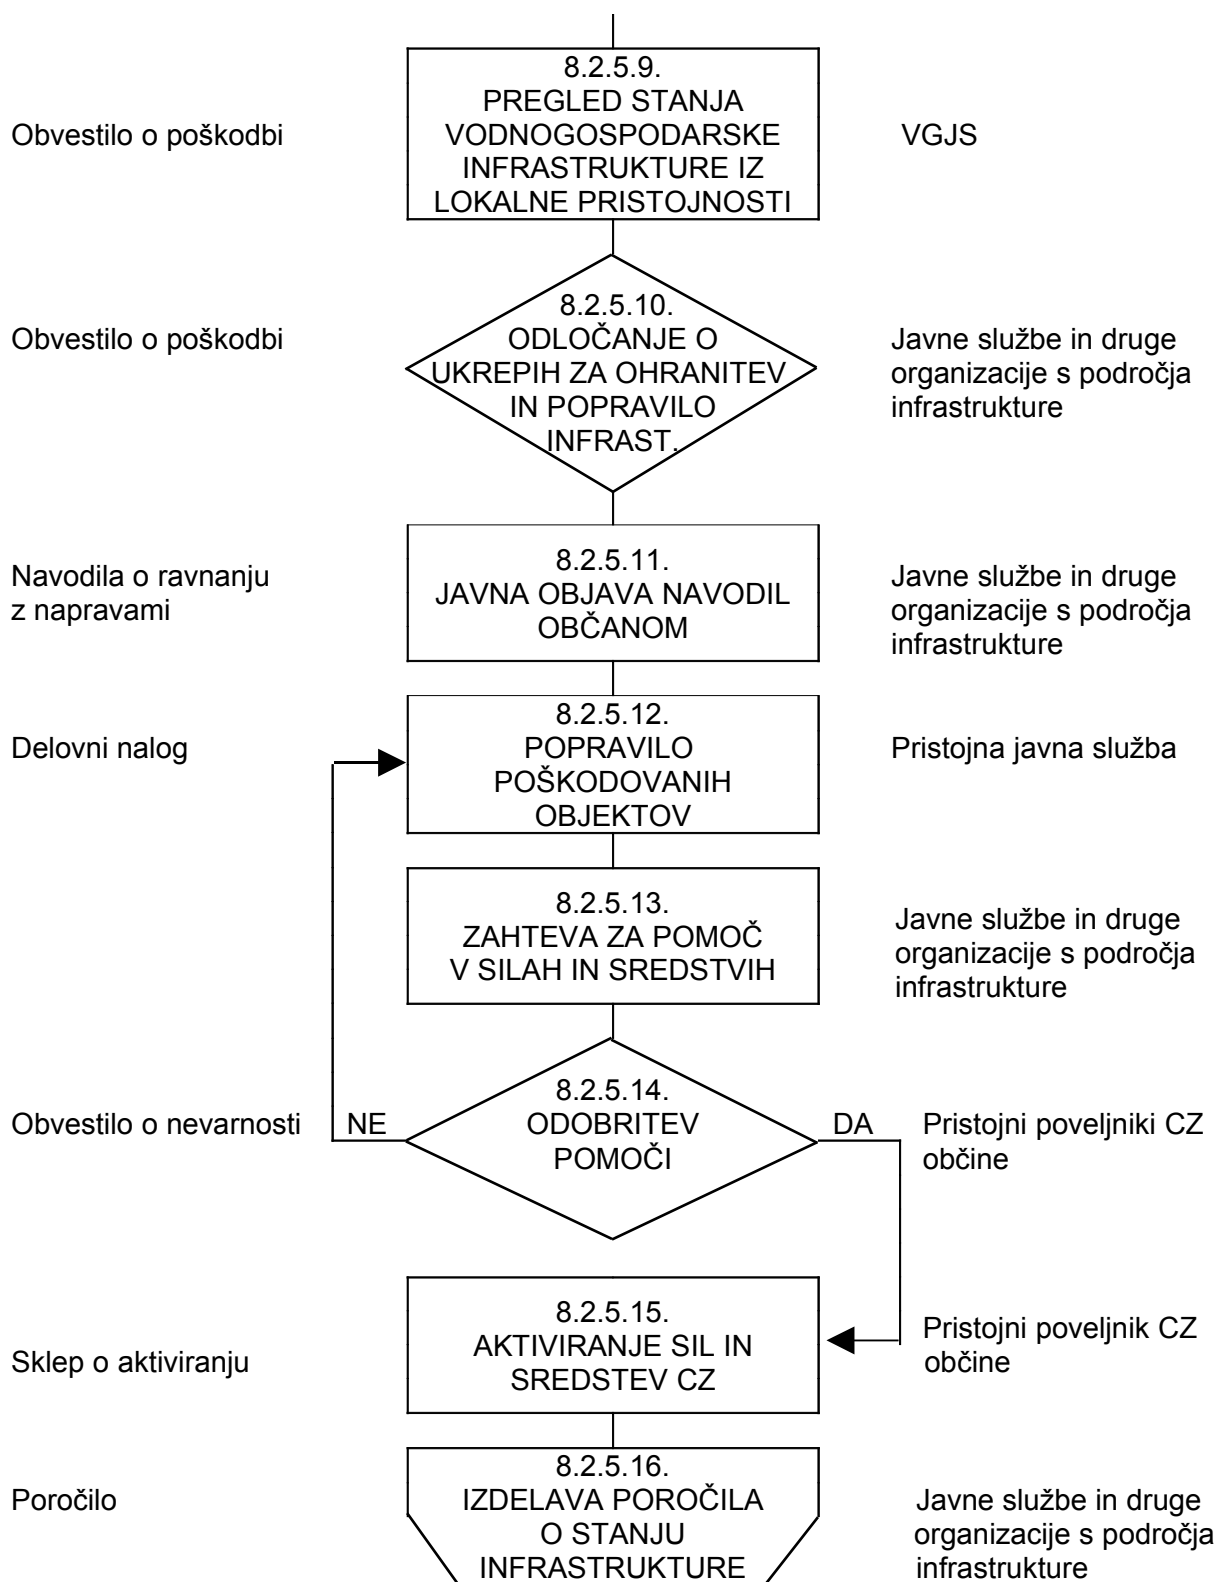 8.2.5.9.
PREGLED STANJA
Obvestilo o poškodbi
VODNOGOSPODARSKE
VGJS
INFRASTRUKTURE IZ
LOKALNE PRISTOJNOSTI
8.2.5.10.
Obvestilo o poškodbi
ODLOČANJE O
UKREPIH ZA OHRANITEV
IN POPRAVILO
INFRAST.
Javne službe in druge
organizacije s področja
infrastrukture
8.2.5.11.
Navodila o ravnanju
z napravami
JAVNA OBJAVA NAVODIL
OBČANOM
Javne službe in druge
organizacije s področja
infrastrukture
8.2.5.12.
Delovni nalog
POPRAVILO
POŠKODOVANIH
OBJEKTOV
Pristojna javna služba
8.2.5.13.
ZAHTEVA ZA POMOČ
V SILAH IN SREDSTVIH
Javne službe in druge
organizacije s področja
infrastrukture
8.2.5.14.
Obvestilo o nevarnosti
NE
ODOBRITEV
POMOČI
DA
Pristojni poveljniki CZ
občine
8.2.5.15.
Sklep o aktiviranju
AKTIVIRANJE SIL IN
SREDSTEV CZ
Pristojni poveljnik CZ
občine
8.2.5.16.
Poročilo
IZDELAVA POROČILA
O STANJU
INFRASTRUKTURE
Javne službe in druge
organizacije s področja
infrastrukture